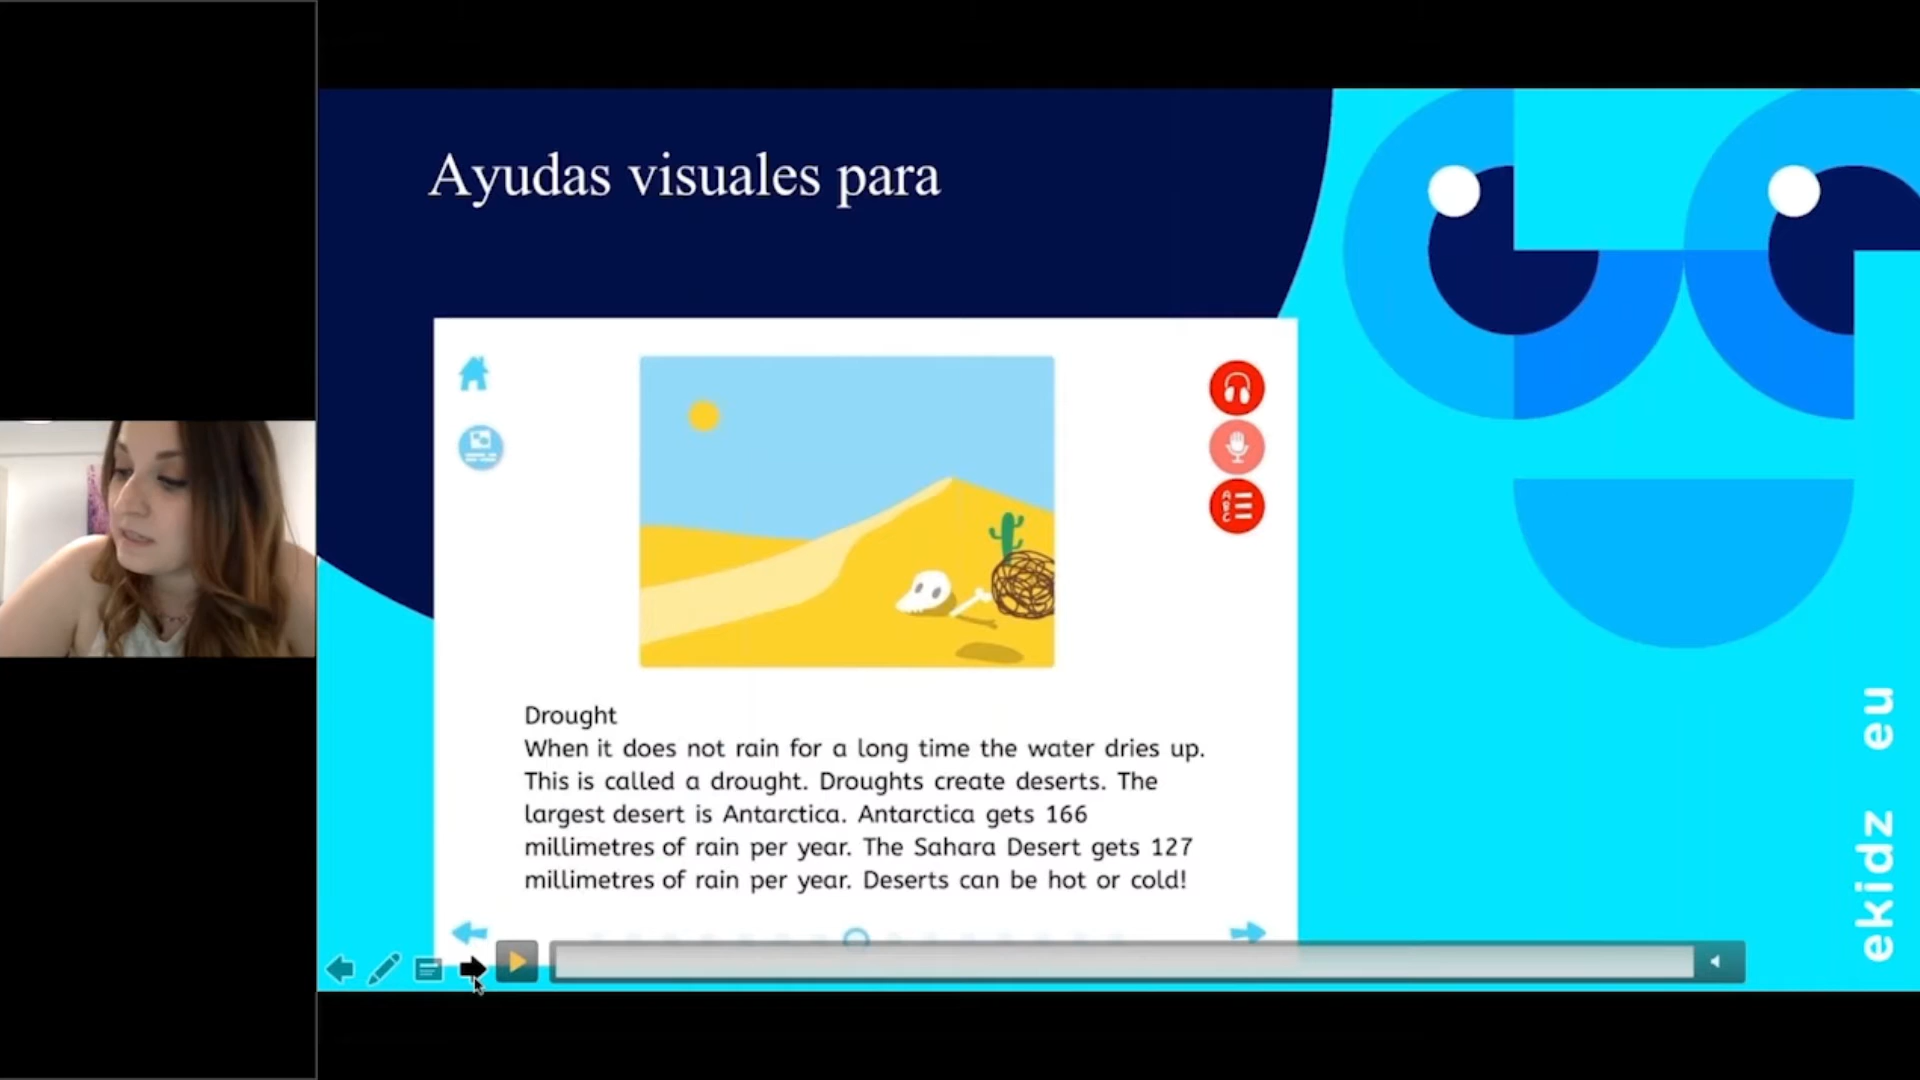 Ayudas visuales para
Drought
When it does not rain for a long time the water dries up.
This is called a drought. Droughts create deserts. The
largest desert is Antarctica. Antarctica gets 166
millimetres of rain per year. The Sahara Desert gets 127
millimetres of rain per year. Deserts can be hot or cold!
ekidz eu
A
B
C